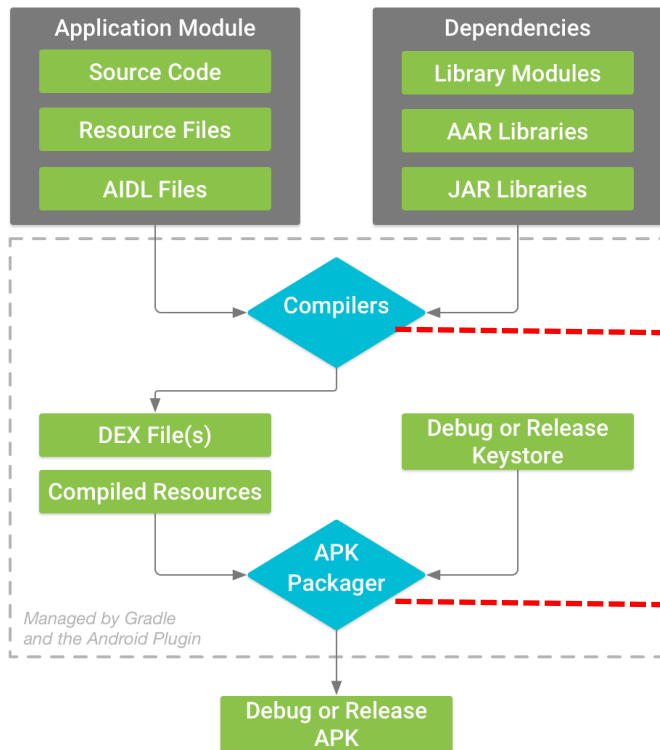 Application Module
Source Code
Resource Files
AIDL Files
Dependencies
Library Modules
AAR Libraries
JAR Libraries
Compilers
DEX File(s)
Compiled Resources
Debug or Release
Keystore
APK
Packager
Managed by Gradle
and the Android Plugin
Debug or Release
APK